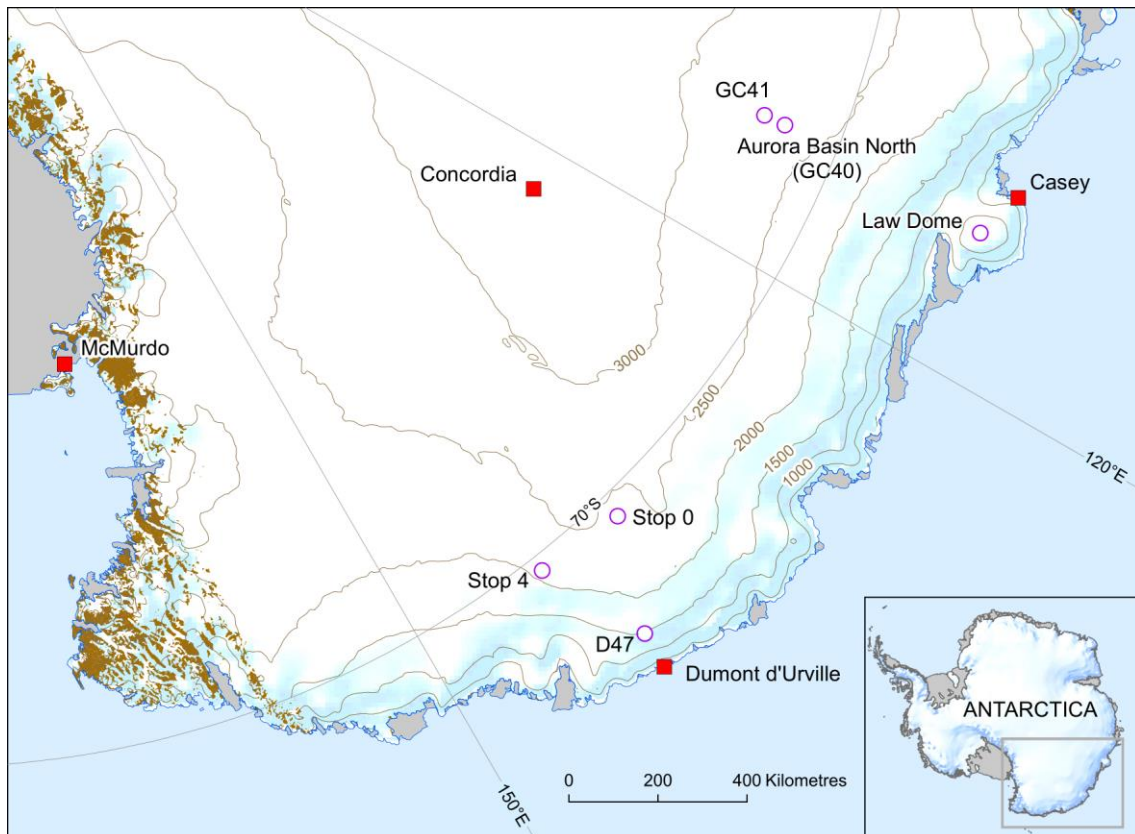 GC41
Aurora Basin North
(GC40)
Concordia
Casey
Law Dome
McMurdo
3000
2500
2000
1500
1000
120°E
70°S
Stop 0
Stop 4
D47
Dumont d'Urville
ANTARCTICA
0 200 400 Kilometres
150°E